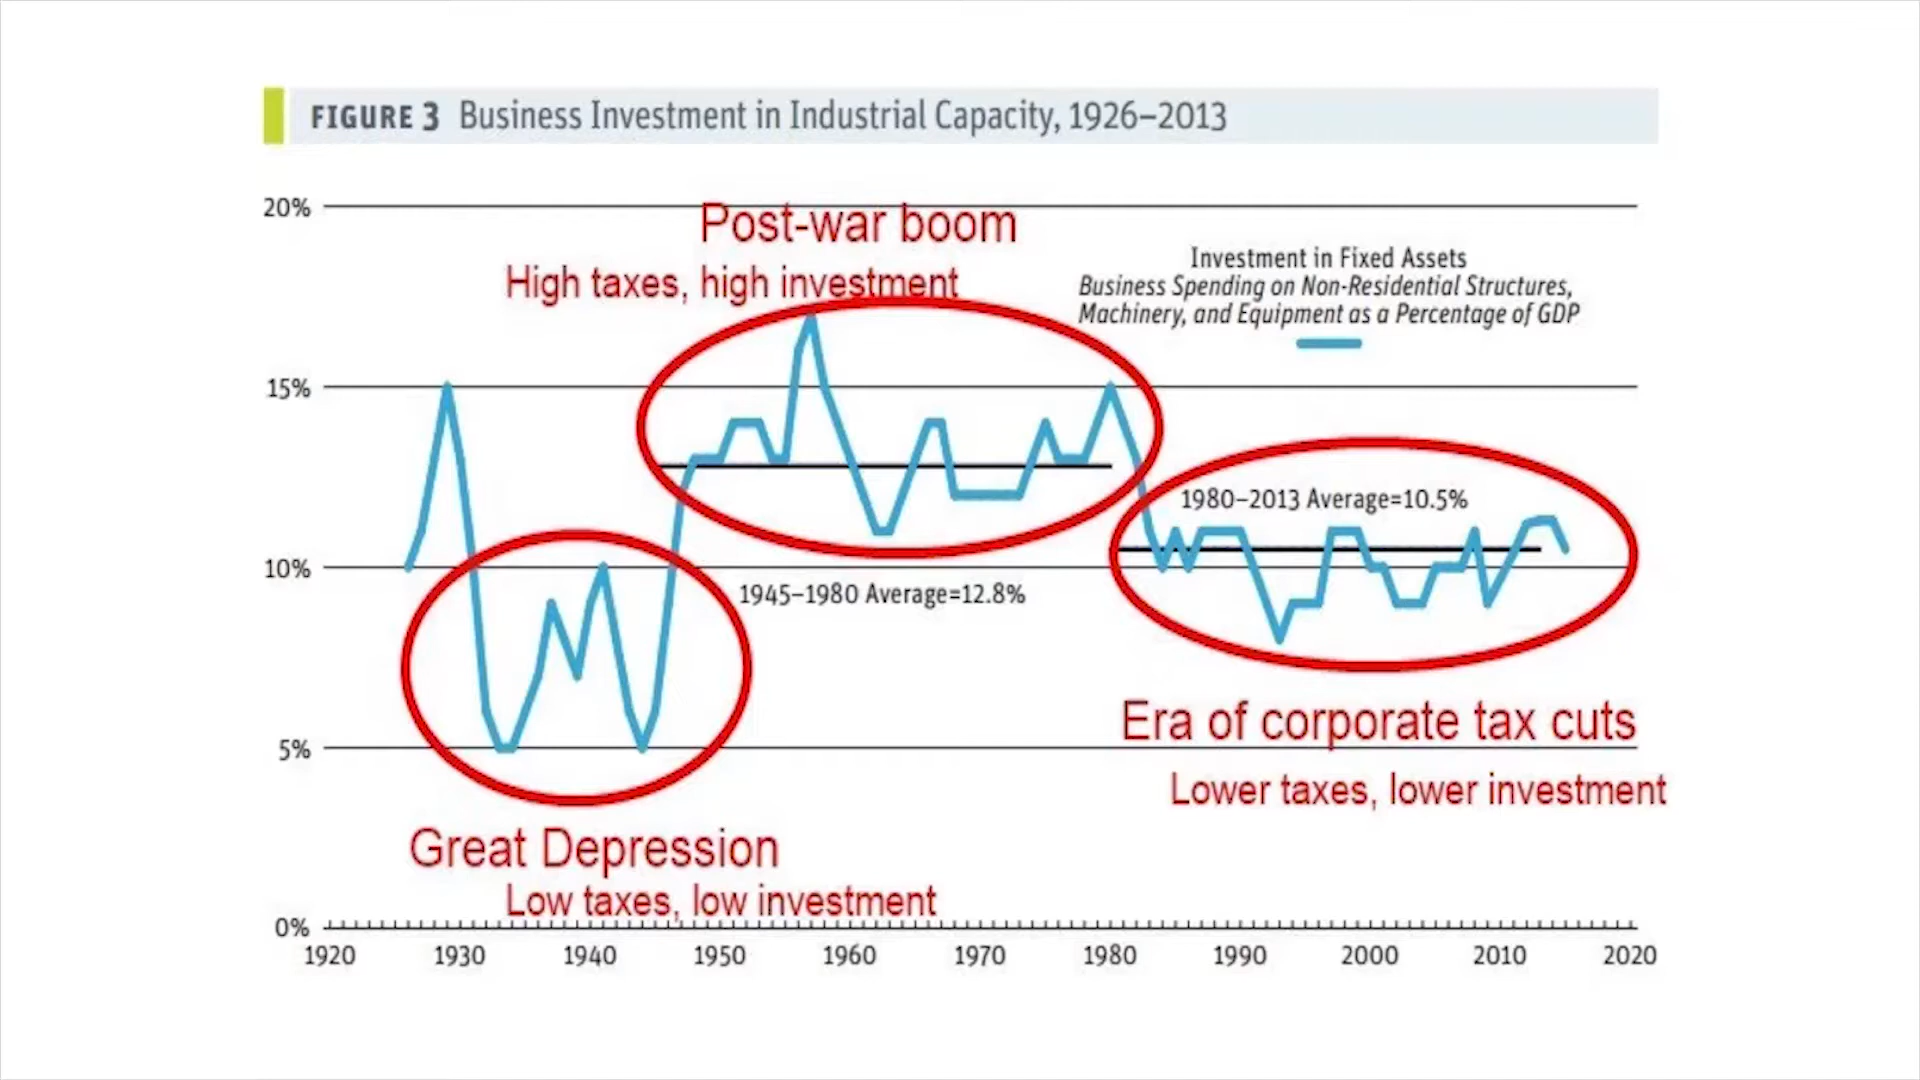 FIGURE 3 Business Investment in Industrial Capacity, 1926–2013
20%
Post-war boom
High taxes, high investment
Investment in Fixed Assets
Business Spending on Non-Residential Structures,
Machinery, and Equipment as a Percentage of GDP
15%
1980–2013 Average=10.5%
10%
1945–1980 Average=12.8%
Era of corporate tax cuts
5%
Lower taxes, lower investment
Great Depression
Low taxes, low investment
0%
1920 1930 1940 1950 1960 1970 1980 1990 2000 2010 2020